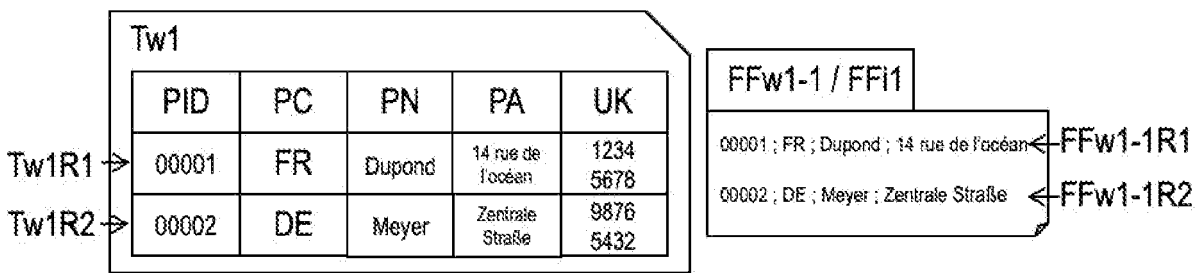 Tw1
PID PC PN PA UK
Tw1R1 00001 FR Dupond 14 rue de l'océan 1234 5678
Tw1R2 00002 DE Meyer Zentrale Straße 9876 5432
FFw1-1 / FFi1
00001 ; FR ; Dupond ; 14 rue de l'océan FFw1-1R1
00002 ; DE ; Meyer ; Zentrale Straße FFw1-1R2